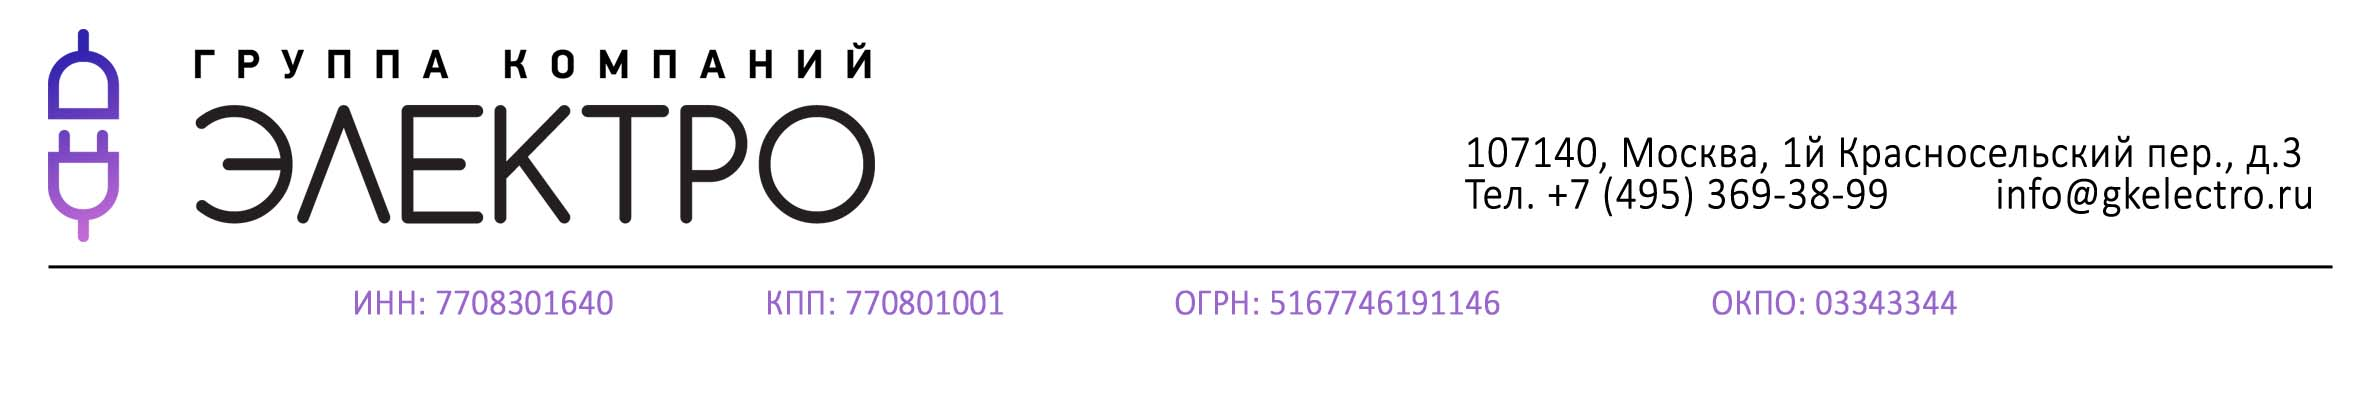 ГРУППА КОМПАНИЙ
ЭЛЕКТРО
107140, Москва, 1й Красносельский пер., д.3
Тел. +7 (495) 369-38-99 info@gkelectro.ru
ИНН: 7708301640 КПП: 770801001 ОГРН: 5167746191146 ОКПО: 03343344